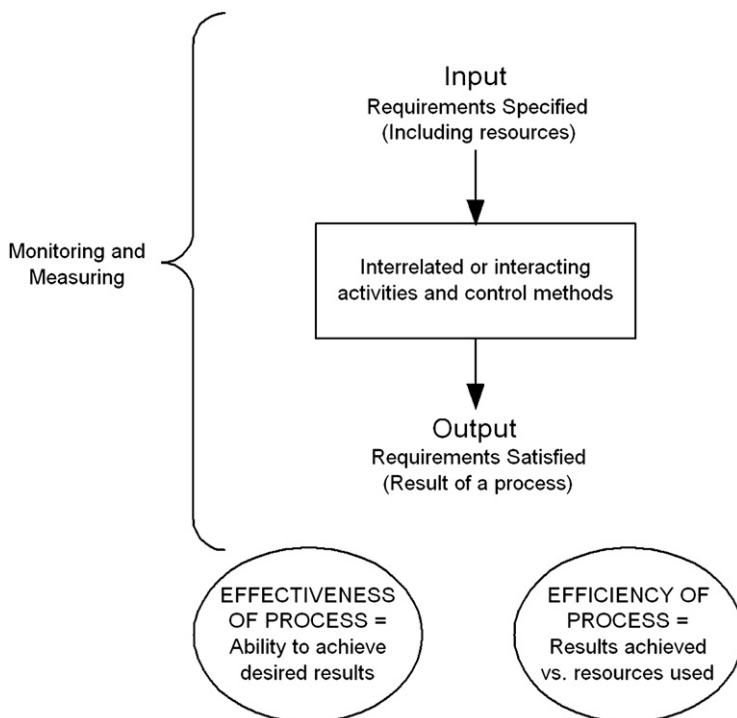 Input
Requirements Specified
(Including resources)
Monitoring and
Measuring
Interrelated or interacting
activities and control methods
Output
Requirements Satisfied
(Result of a process)
EFFECTIVENESS
OF PROCESS =
Ability to achieve
desired results
EFFICIENCY OF
PROCESS =
Results achieved
vs. resources used